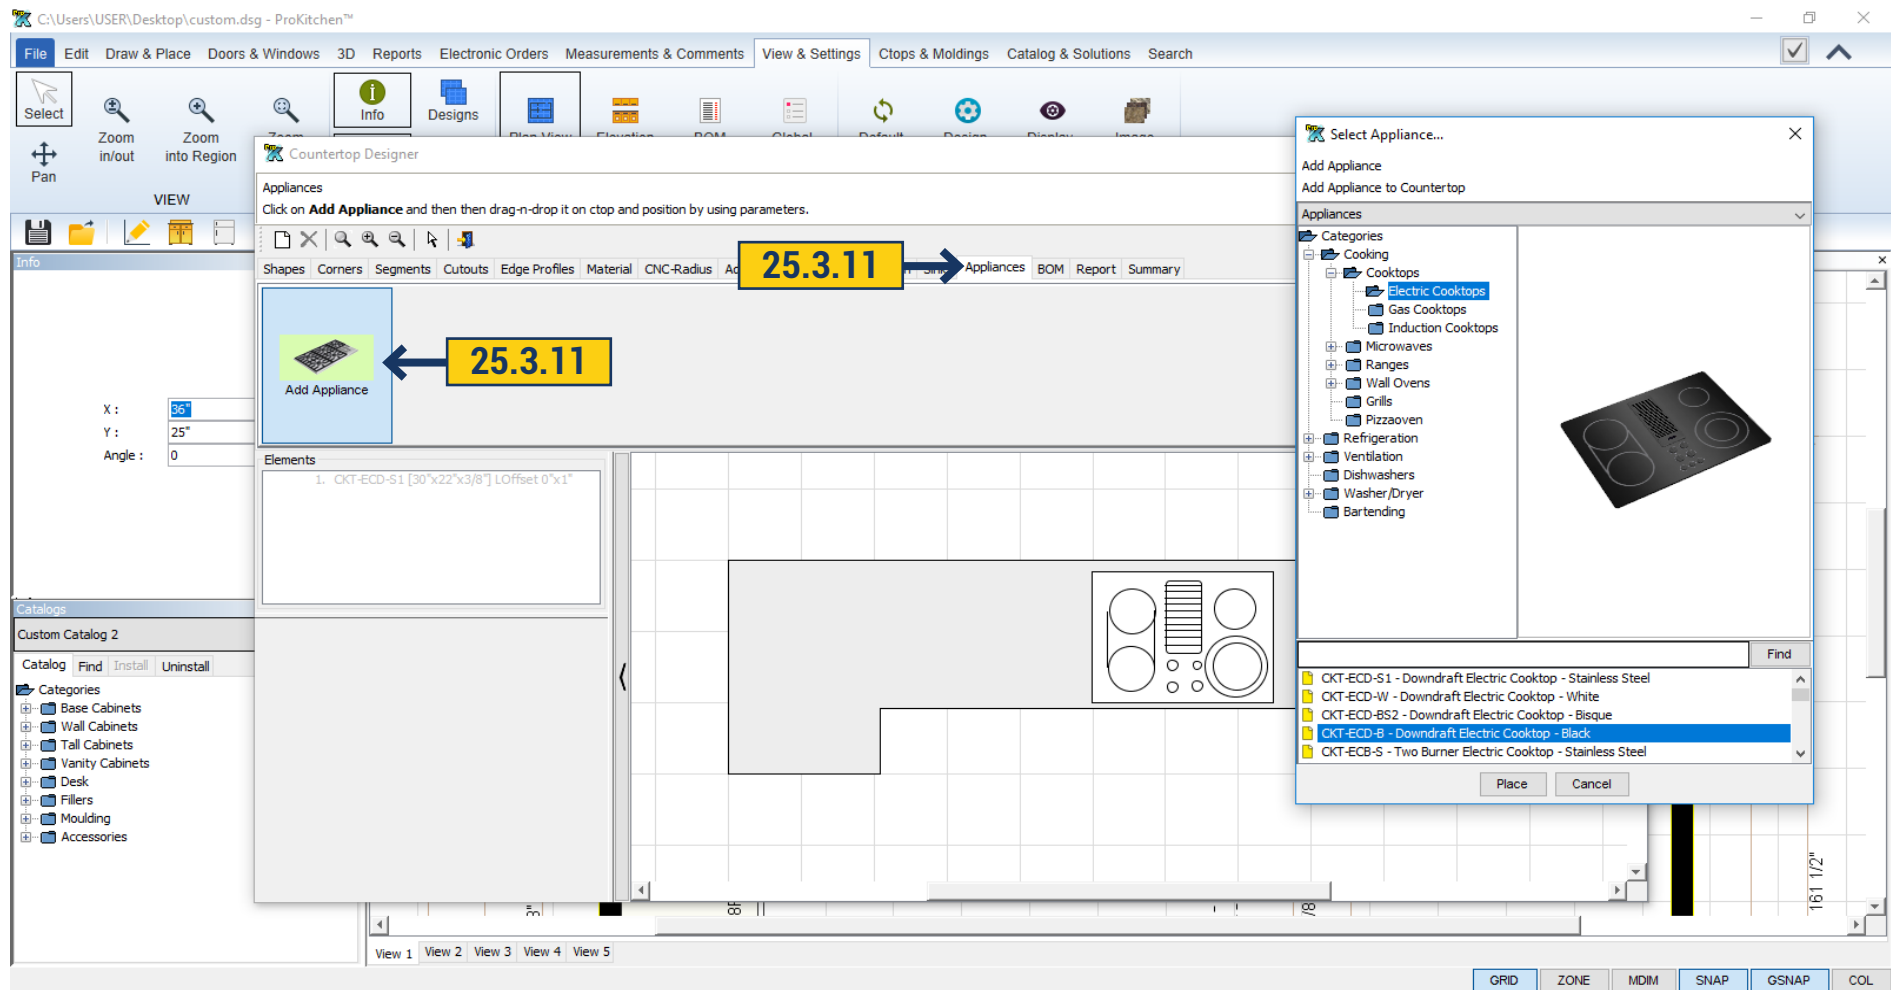 C:\Users\USER\Desktop\custom.dsg - ProKitchen™
File Edit Draw & Place Doors & Windows 3D Reports Electronic Orders Measurements & Comments View & Settings Ctops & Moldings Catalog & Solutions Search
Select
Pan
Zoom in/out
Zoom into Region
Zoom
Info
Designs
Plan View Elevation BOM Global Default Design Display Image
VIEW
Countertop Designer
Appliances
Click on Add Appliance and then then drag-n-drop it on ctop and position by using parameters.
Shapes Corners Segments Cutouts Edge Profiles Material CNC-Radius
25.3.11
Appliances BOM Report Summary
Add Appliance
25.3.11
Elements
1. CKT-ECD-S1 [30"x22"x3/8"] LOffset 0"x1"
Info
X : 36"
Y : 25"
Angle : 0
Catalogs
Custom Catalog 2
Catalog Find Install Uninstall
Categories
Base Cabinets
Wall Cabinets
Tall Cabinets
Vanity Cabinets
Desk
Fillers
Moulding
Accessories
Select Appliance...
Add Appliance
Add Appliance to Countertop
Appliances
Categories
Cooking
Cooktops
Electric Cooktops
Gas Cooktops
Induction Cooktops
Microwaves
Ranges
Wall Ovens
Grills
Pizzaoven
Refrigeration
Ventilation
Dishwashers
Washer/Dryer
Bartending
Find
CKT-ECD-S1 - Downdraft Electric Cooktop - Stainless Steel
CKT-ECD-W - Downdraft Electric Cooktop - White
CKT-ECD-BS2 - Downdraft Electric Cooktop - Bisque
CKT-ECD-B - Downdraft Electric Cooktop - Black
CKT-ECB-S - Two Burner Electric Cooktop - Stainless Steel
Place Cancel
161 1/2"
View 1 View 2 View 3 View 4 View 5
GRID ZONE MDIM SNAP GSNAP COL